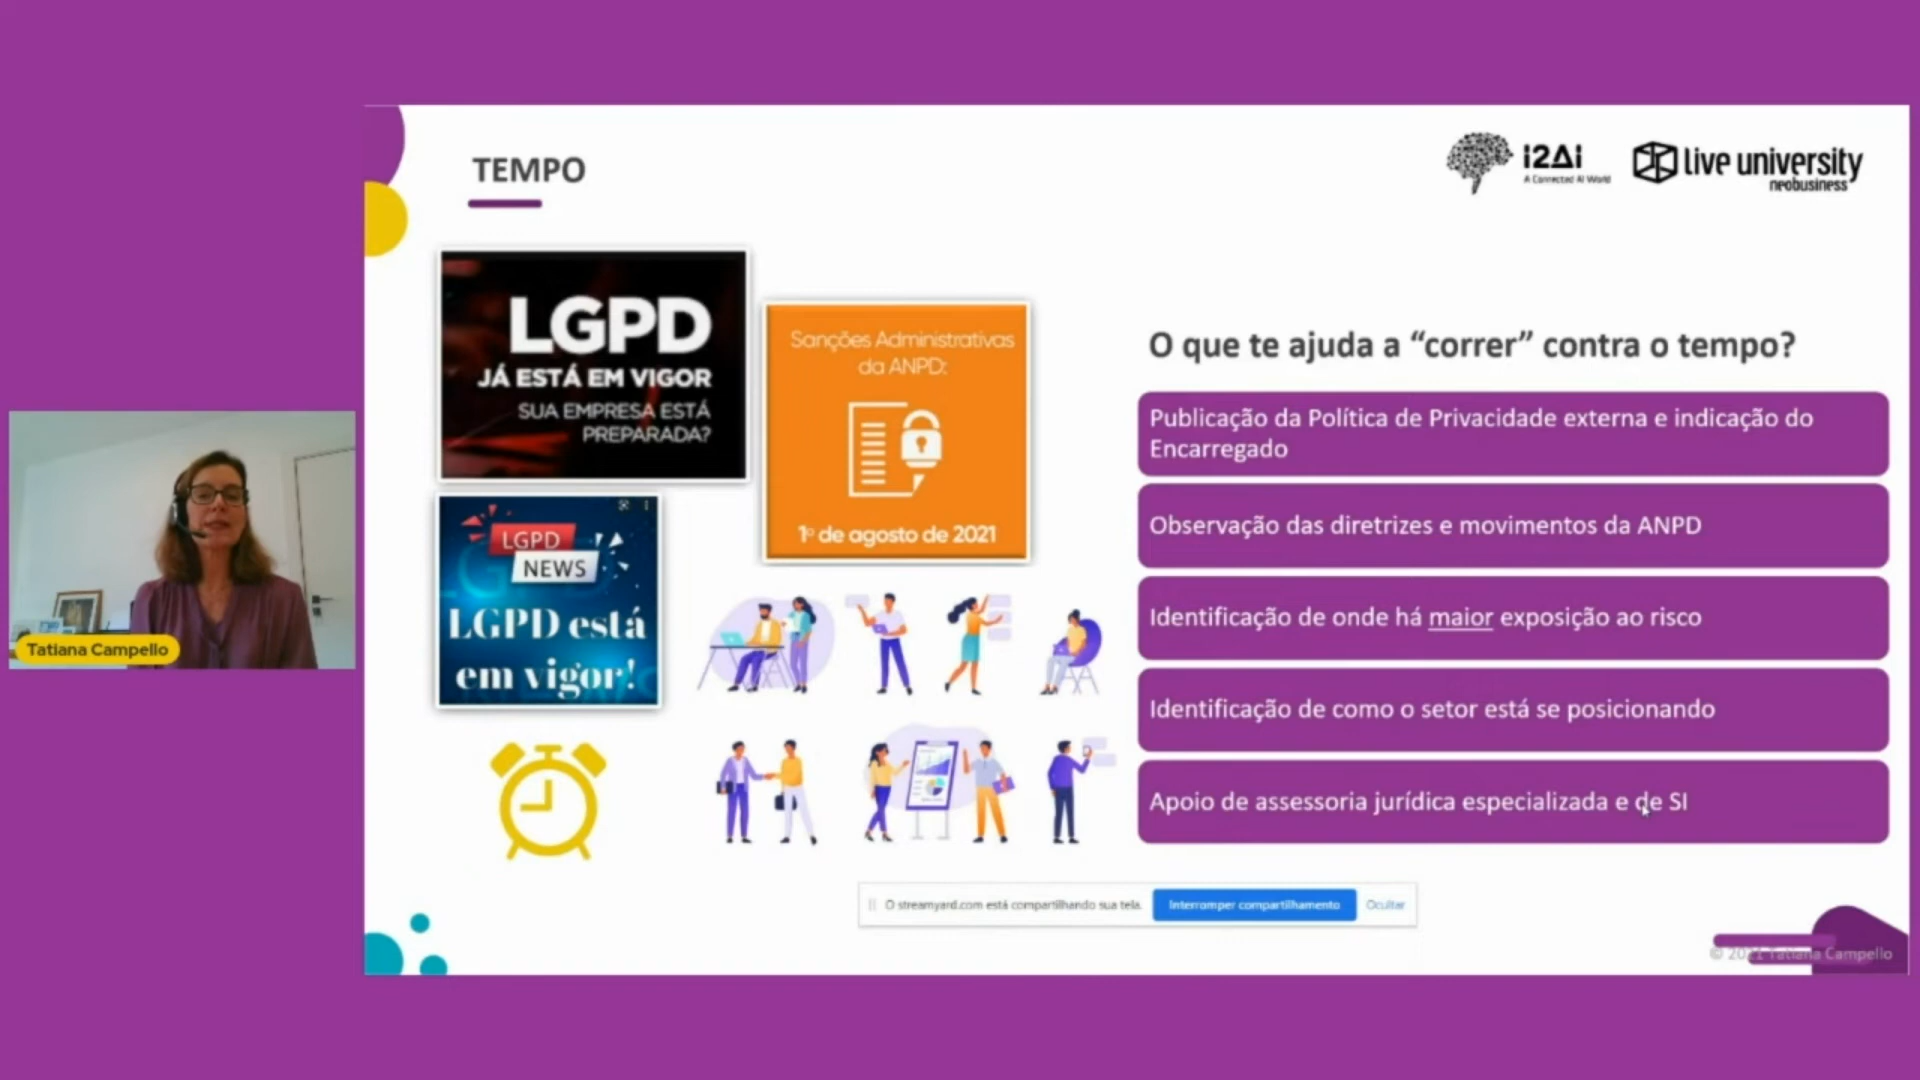 TEMPO
i2Ai
A Connected AI World
live university
neobusiness
LGPD
JÁ ESTÁ EM VIGOR
SUA EMPRESA ESTÁ
PREPARADA?
Sanções Administrativas
da ANPD:
1º de agosto de 2021
LGPD
NEWS
LGPD está
em vigor!
O que te ajuda a “correr” contra o tempo?
Publicação da Política de Privacidade externa e indicação do
Encarregado
Observação das diretrizes e movimentos da ANPD
Identificação de onde há maior exposição ao risco
Identificação de como o setor está se posicionando
Apoio de assessoria jurídica especializada e de SI
Tatiana Campello
O streamyard.com está compartilhando sua tela.
Interromper compartilhamento
Ocultar
© 2021 Tatiana Campello